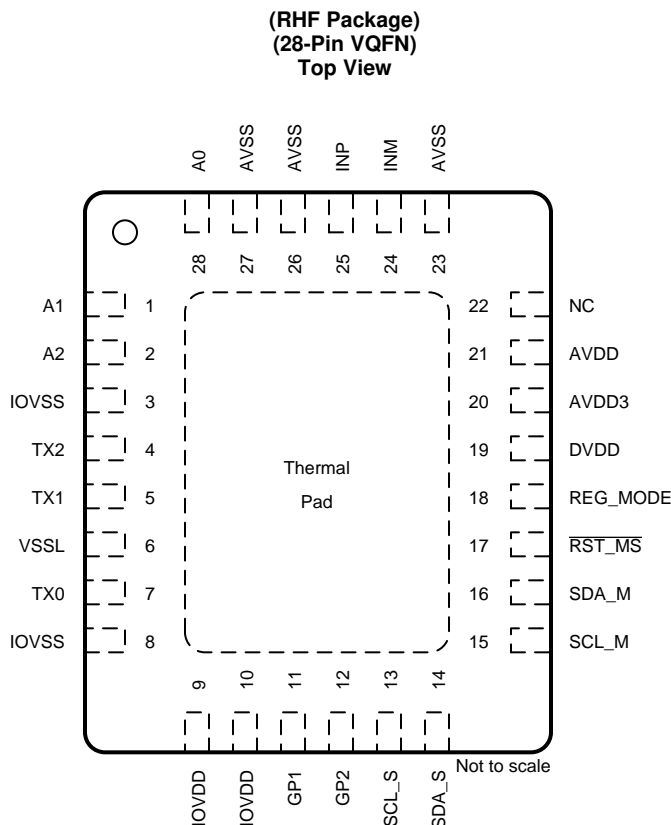 (RHF Package)
(28-Pin VQFN)
Top View
A0
AVSS
AVSS
INP
INM
AVSS
28
27
26
25
24
23
A1 1
22 NC
A2 2
21 AVDD
IOVSS 3
20 AVDD3
TX2 4
19 DVDD
Thermal
Pad
TX1 5
18 REG_MODE
VSSL 6
17 RST_MS
TX0 7
16 SDA_M
IOVSS 8
15 SCL_M
9
10
11
12
13
14
IOVDD
IOVDD
GP1
GP2
SCL_S
SDA_S
Not to scale